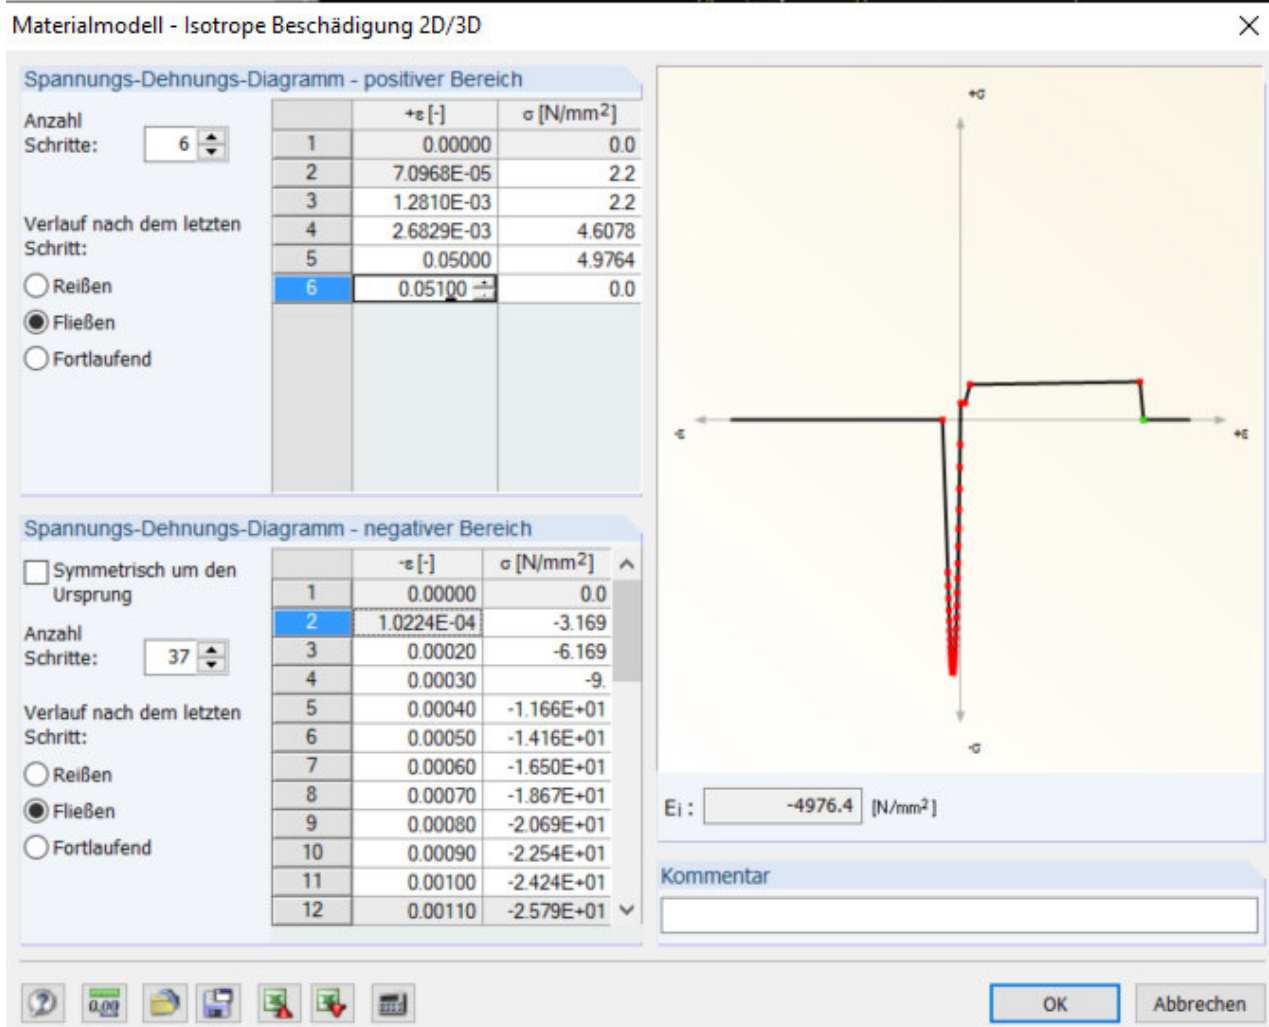 Materialmodell - Isotrope Beschädigung 2D/3D
Spannungs-Dehnungs-Diagramm - positiver Bereich
Anzahl
Schritte: 6
Verlauf nach dem letzten
Schritt:
Reißen
Fließen
Fortlaufend
+ε [-] σ [N/mm²]
1 0.00000 0.0
2 7.0968E-05 2.2
3 1.2810E-03 2.2
4 2.6829E-03 4.6078
5 0.05000 4.9764
6 0.05100 0.0
Spannungs-Dehnungs-Diagramm - negativer Bereich
Symmetrisch um den
Ursprung
Anzahl
Schritte: 37
Verlauf nach dem letzten
Schritt:
Reißen
Fließen
Fortlaufend
-ε [-] σ [N/mm²]
1 0.00000 0.0
2 1.0224E-04 -3.169
3 0.00020 -6.169
4 0.00030 -9.
5 0.00040 -1.166E+01
6 0.00050 -1.416E+01
7 0.00060 -1.650E+01
8 0.00070 -1.867E+01
9 0.00080 -2.069E+01
10 0.00090 -2.254E+01
11 0.00100 -2.424E+01
12 0.00110 -2.579E+01
+σ
-ε
+ε
-σ
Ei : -4976.4 [N/mm²]
Kommentar
0.00
OK
Abbrechen